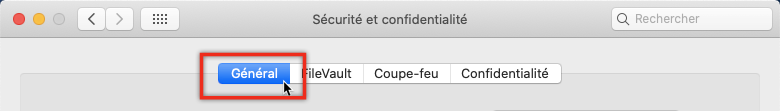 Sécurité et confidentialité
Rechercher
Général
FileVault
Coupe-feu
Confidentialité